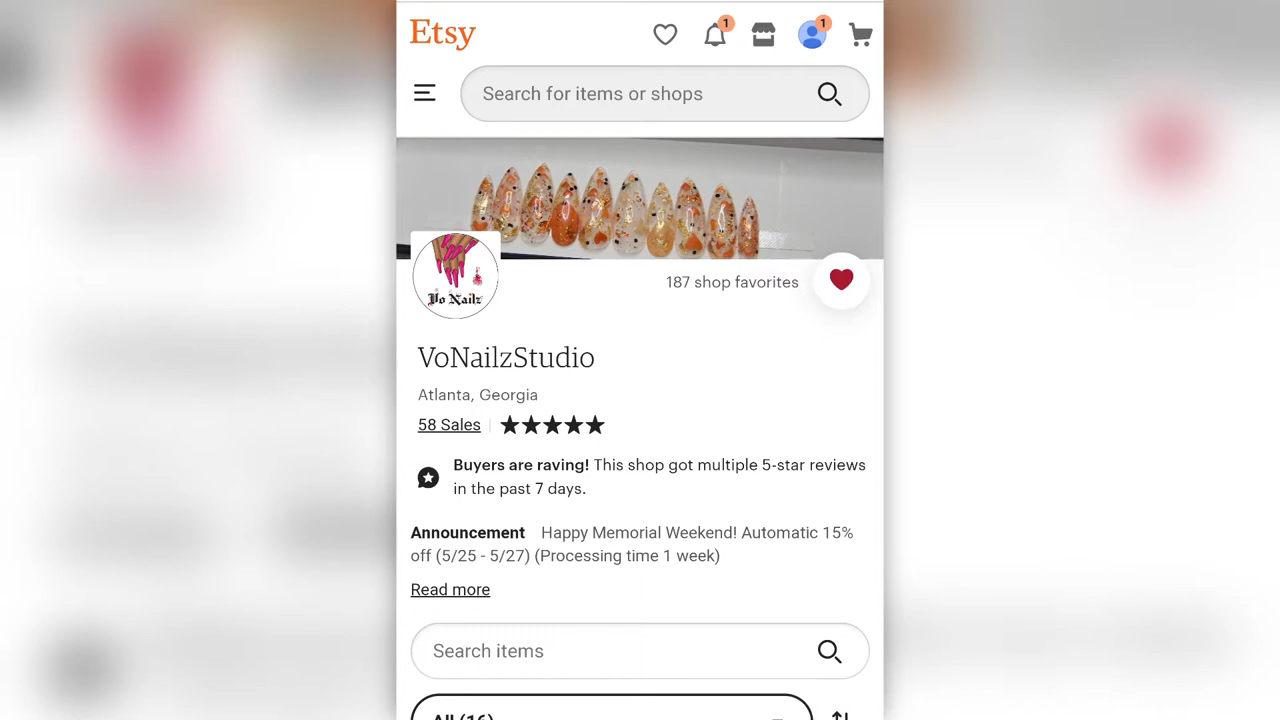 Etsy
1
1
Search for items or shops
187 shop favorites
Vo Nailz
VoNailzStudio
Atlanta, Georgia
58 Sales
Buyers are raving! This shop got multiple 5-star reviews
in the past 7 days.
Announcement Happy Memorial Weekend! Automatic 15%
off (5/25 - 5/27) (Processing time 1 week)
Read more
Search items
All (16)